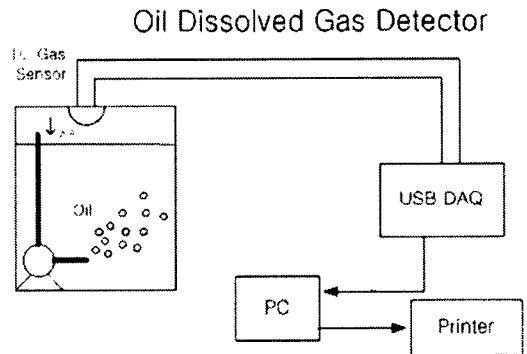 Oil Dissolved Gas Detector
Gas
Sensor
Oil
USB DAQ
PC
Printer